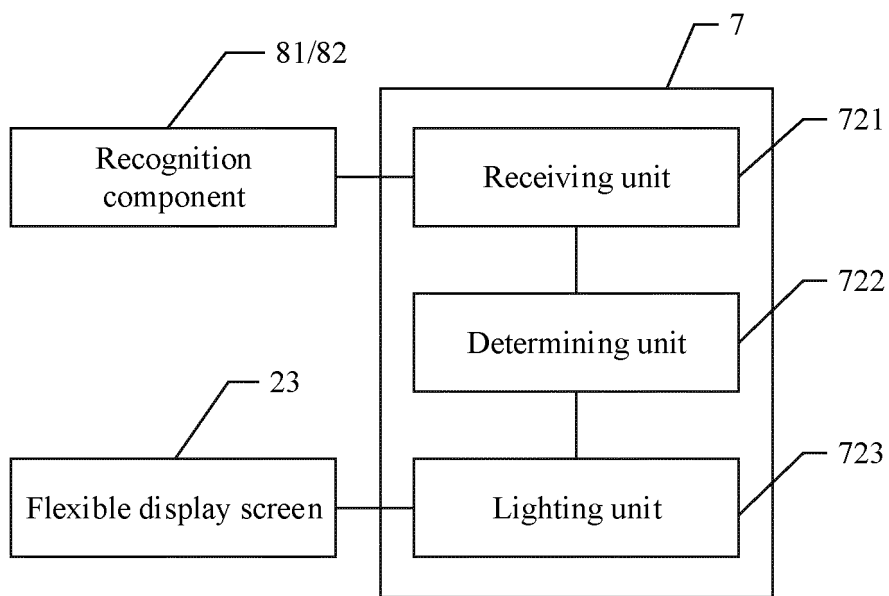 7
81/82
721
Recognition
component
Receiving unit
722
Determining unit
23
723
Flexible display screen
Lighting unit